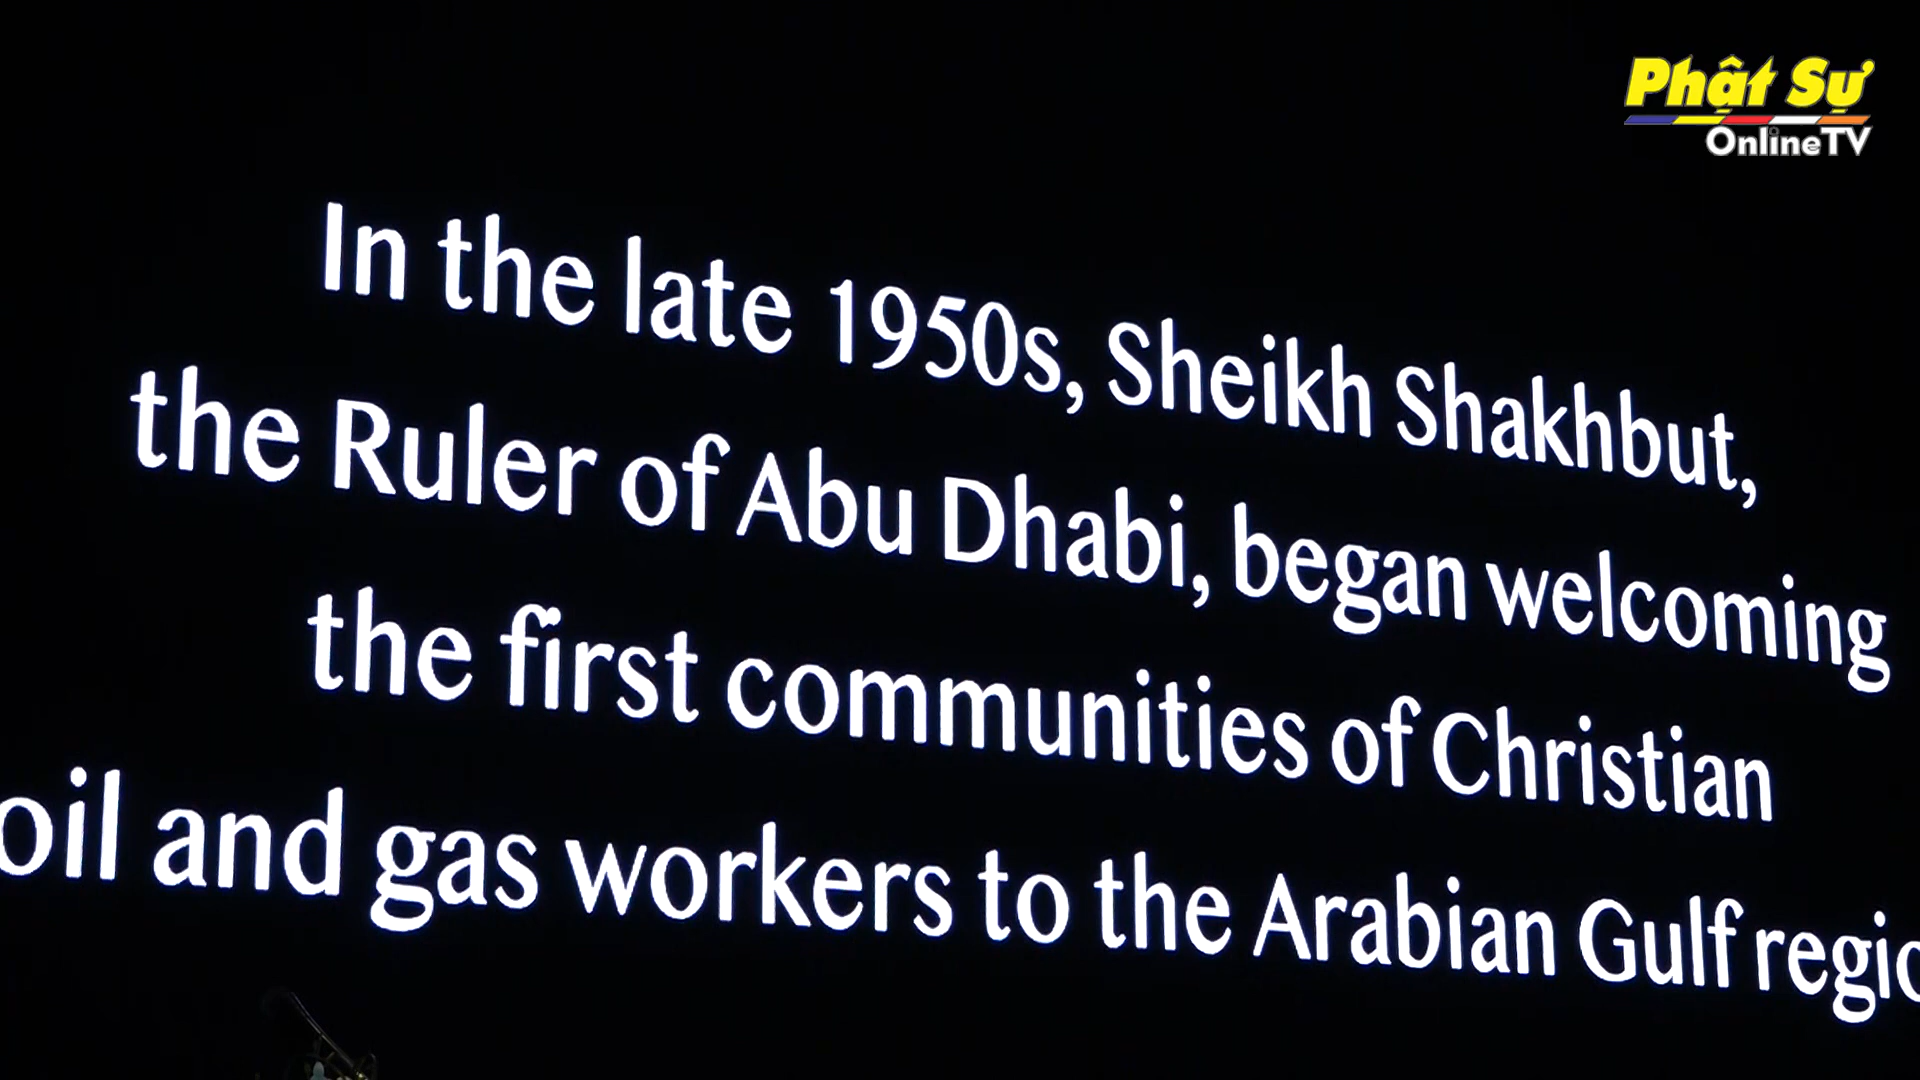 Phật Sự
OnlineTV
In the late 1950s, Sheikh Shakhbut,
the Ruler of Abu Dhabi, began welcoming
the first communities of Christian
oil and gas workers to the Arabian Gulf